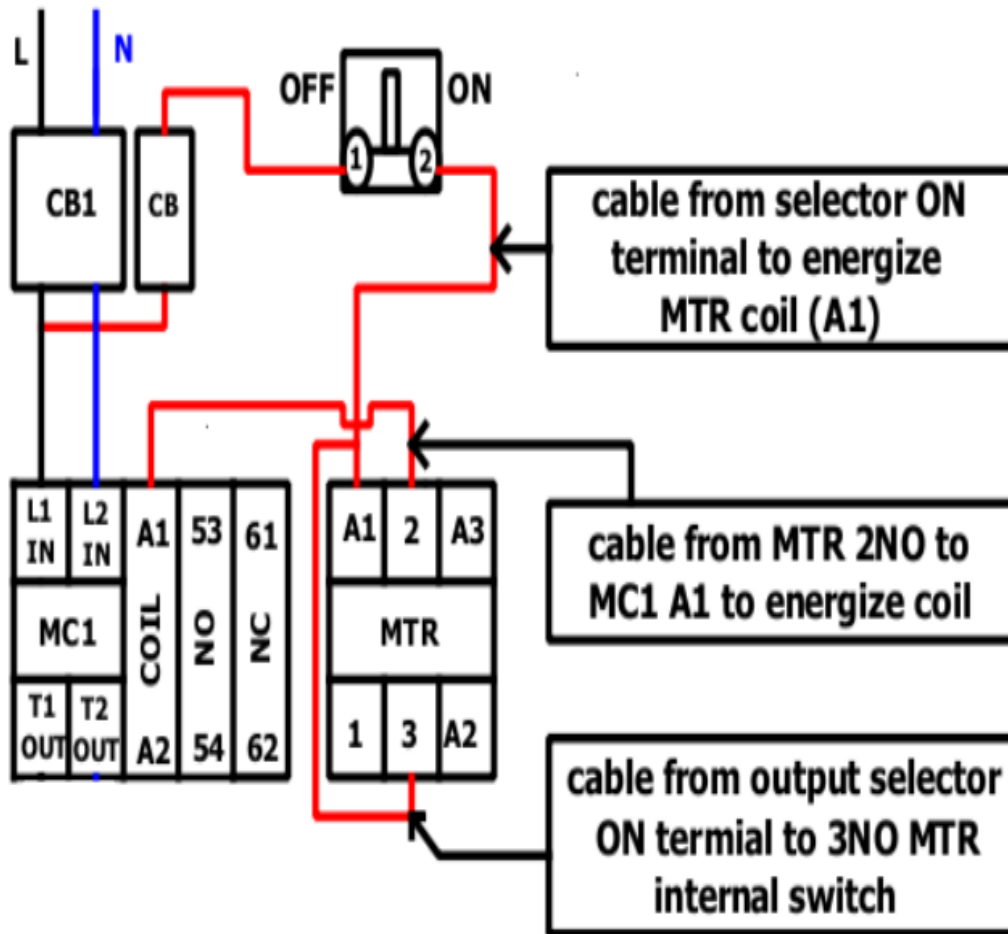 L
N
OFF
ON
1
2
CB1
CB
cable from selector ON
terminal to energize
MTR coil (A1)
L1
IN
L2
IN
A1
53
61
A1
2
A3
cable from MTR 2NO to
MC1 A1 to energize coil
MC1
COIL
NO
NC
MTR
T1
OUT
T2
OUT
A2
54
62
1
3
A2
cable from output selector
ON termial to 3NO MTR
internal switch